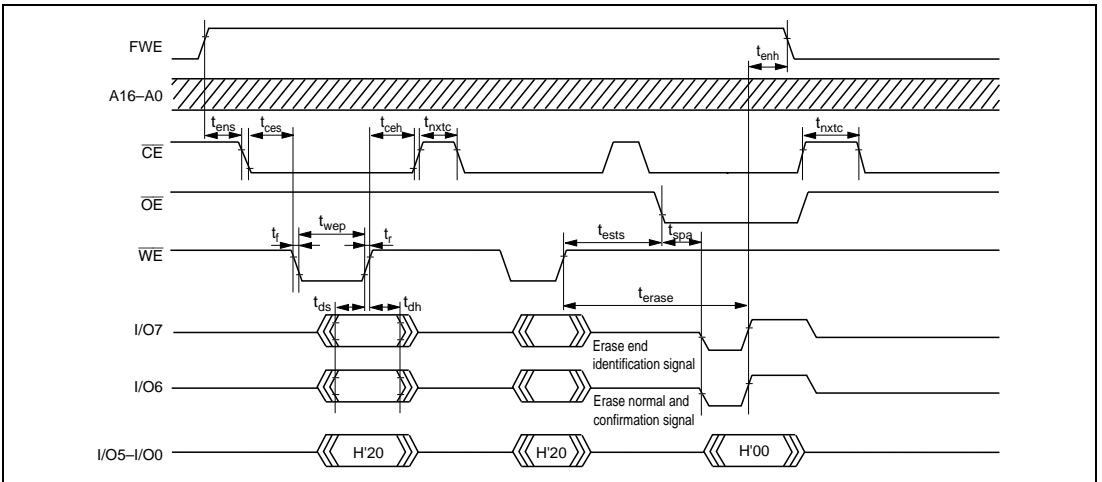 FWE
t_enh
A16–A0
t_ens t_ces t_ceh t_nxtc t_nxtc
CE
OE
t_wep
t_f t_r t_ests t_spa
WE
t_ds t_dh t_erase
I/O7
Erase end
identification signal
I/O6
Erase normal and
confirmation signal
I/O5–I/O0 H'20 H'20 H'00